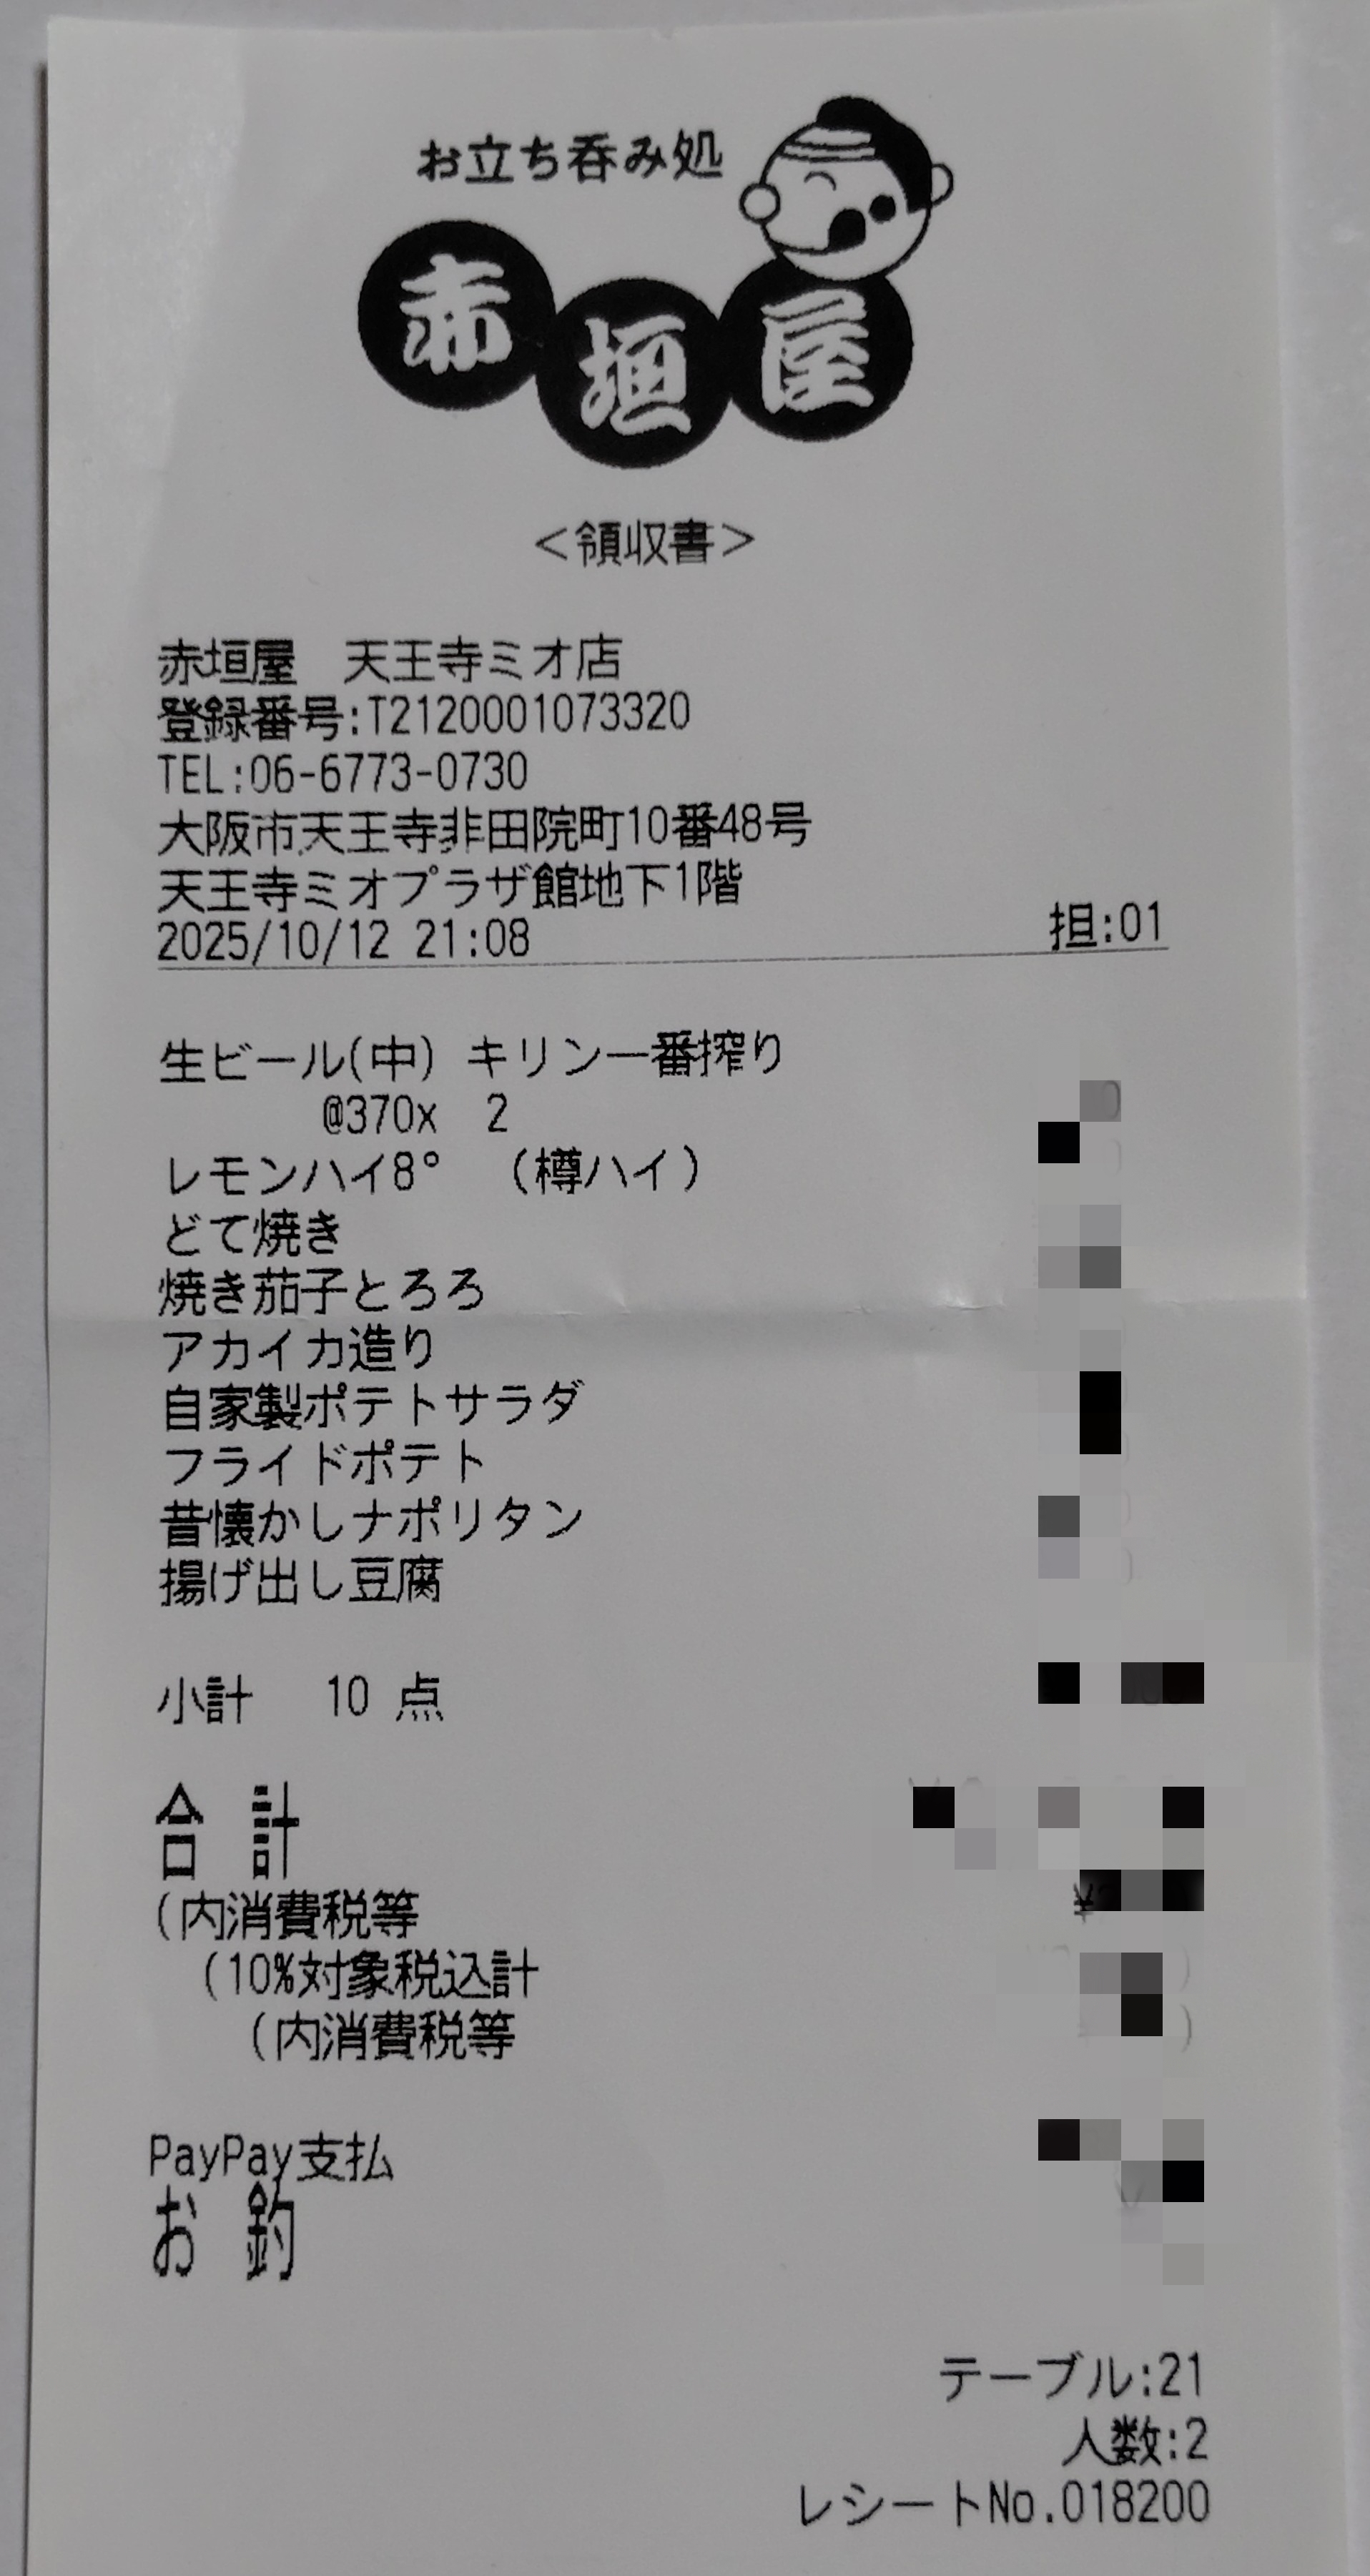 お立ち呑み処
赤垣屋
<領収書>
赤垣屋 天王寺ミオ店
登録番号:T2120001073320
TEL:06-6773-0730
大阪市天王寺非田院町10番48号
天王寺ミオプラザ館地下1階
2025/10/12 21:08 担:01
生ビール(中) キリン一番搾り
@370x 2
レモンハイ8° (樽ハイ)
どて焼き
焼き茄子とろろ
アカイカ造り
自家製ポテトサラダ
フライドポテト
昔懐かしナポリタン
揚げ出し豆腐
小計 10 点
合 計
(内消費税等
(10%対象税込計 )
(内消費税等 )
PayPay支払
お 釣
テーブル:21
人数:2
レシートNo.018200